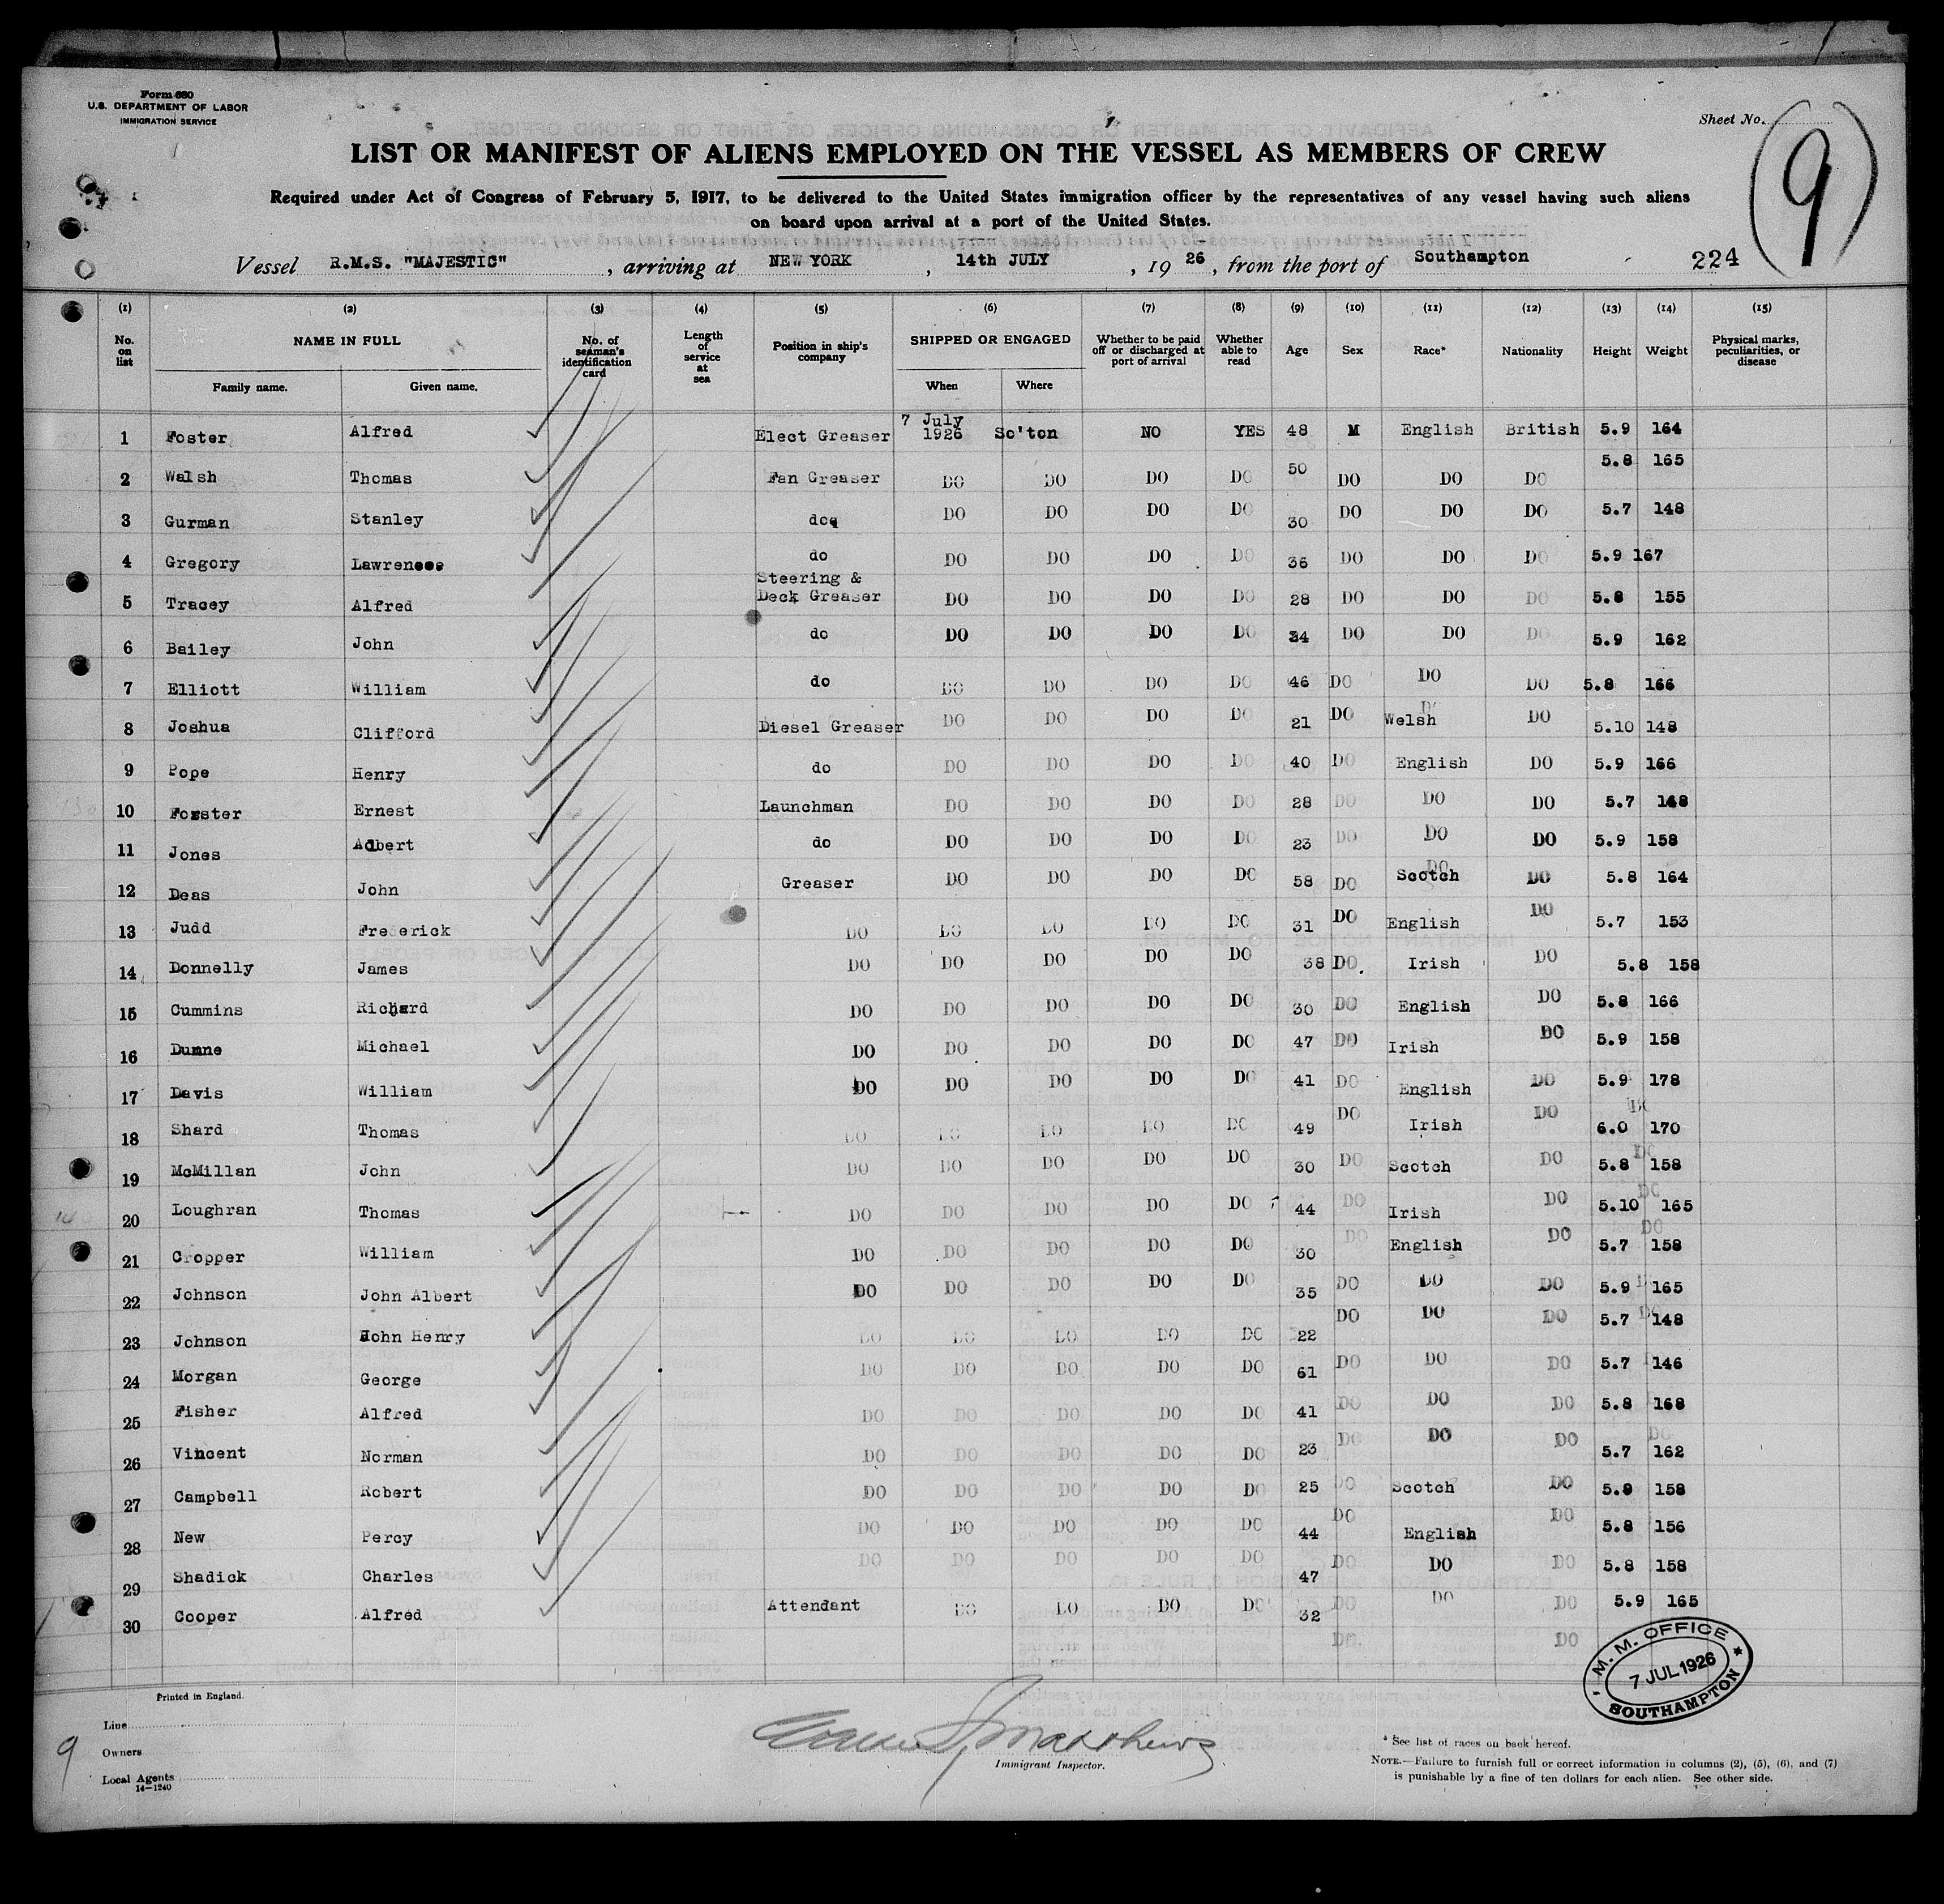 Form 680
U.S. DEPARTMENT OF LABOR
IMMIGRATION SERVICE
Sheet No.
(9)
LIST OR MANIFEST OF ALIENS EMPLOYED ON THE VESSEL AS MEMBERS OF CREW
Required under Act of Congress of February 5, 1917, to be delivered to the United States immigration officer by the representatives of any vessel having such aliens
on board upon arrival at a port of the United States.
Vessel R.M.S. "MAJESTIC", arriving at NEW YORK, 14th JULY, 19 26, from the port of Southampton 224
(1) (2) (3) (4) (5) (6) (7) (8) (9) (10) (11) (12) (13) (14) (15)
No. on list NAME IN FULL Family name. Given name. No. of seaman's identification card Length of service at sea Position in ship's company SHIPPED OR ENGAGED When Where Whether to be paid off or discharged at port of arrival Whether able to read Age Sex Race* Nationality Height Weight Physical marks, peculiarities, or disease
1 Foster Alfred Elect Greaser 7 July 1926 So'ton NO YES 48 M English British 5.9 164
2 Walsh Thomas Fan Greaser DO DO DO DO 50 DO DO DO 5.8 165
3 Gurman Stanley do DO DO DO DO 30 DO DO DO 5.7 148
4 Gregory Lawrence do DO DO DO DO 36 DO DO DO 5.9 167
5 Tracey Alfred Steering & Deck Greaser DO DO DO DO 28 DO DO DO 5.8 155
6 Bailey John do DO DO DO DO 34 DO DO DO 5.9 162
7 Elliott William do DO DO DO DO 46 DO DO DO 5.8 166
8 Joshua Clifford Diesel Greaser DO DO DO DO 21 DO Welsh DO 5.10 148
9 Pope Henry do DO DO DO DO 40 DO English DO 5.9 166
10 Forster Ernest Launchman DO DO DO DO 28 DO DO DO 5.7 148
11 Jones Albert do DO DO DO DO 23 DO DO DO 5.9 158
12 Deas John Greaser DO DO DO DO 58 DO Scotch DO 5.8 164
13 Judd Frederick DO DO DO DO DO 31 DO English DO 5.7 153
14 Donnelly James DO DO DO DO DO 38 DO Irish DO 5.8 158
15 Cummins Richard DO DO DO DO DO 30 DO English DO 5.8 166
16 Dunne Michael DO DO DO DO DO 47 DO Irish DO 5.9 158
17 Davis William DO DO DO DO DO 41 DO English DO 5.9 178
18 Shard Thomas DO DO DO DO DO 49 DO Irish DO 6.0 170
19 McMillan John DO DO DO DO DO 30 DO Scotch DO 5.8 158
20 Loughran Thomas DO DO DO DO DO 44 DO Irish DO 5.10 165
21 Cropper William DO DO DO DO DO 30 DO English DO 5.7 158
22 Johnson John Albert DO DO DO DO DO 35 DO DO DO 5.9 165
23 Johnson John Henry DO DO DO DO DO 22 DO DO DO 5.7 148
24 Morgan George DO DO DO DO DO 61 DO DO DO 5.7 146
25 Fisher Alfred DO DO DO DO DO 41 DO DO DO 5.8 168
26 Vincent Norman DO DO DO DO DO 23 DO DO DO 5.7 162
27 Campbell Robert DO DO DO DO DO 25 DO Scotch DO 158
28 New Percy DO DO DO DO DO 44 DO English DO 5.8 156
29 Shadick Charles DO DO DO DO DO 47 DO DO DO 5.8 158
30 Cooper Alfred Attendant DO DO DO DO 32 DO DO DO 5.9 165
DO DO
M. M. OFFICE
7 JUL 1926
SOUTHAMPTON
Printed in England.
Line
Owners
Local Agents
14-1240
9
Matthews
Immigrant Inspector.
* See list of races on back hereof.
NOTE.—Failure to furnish full or correct information in columns (2), (5), (6), and (7)
is punishable by a fine of ten dollars for each alien. See other side.